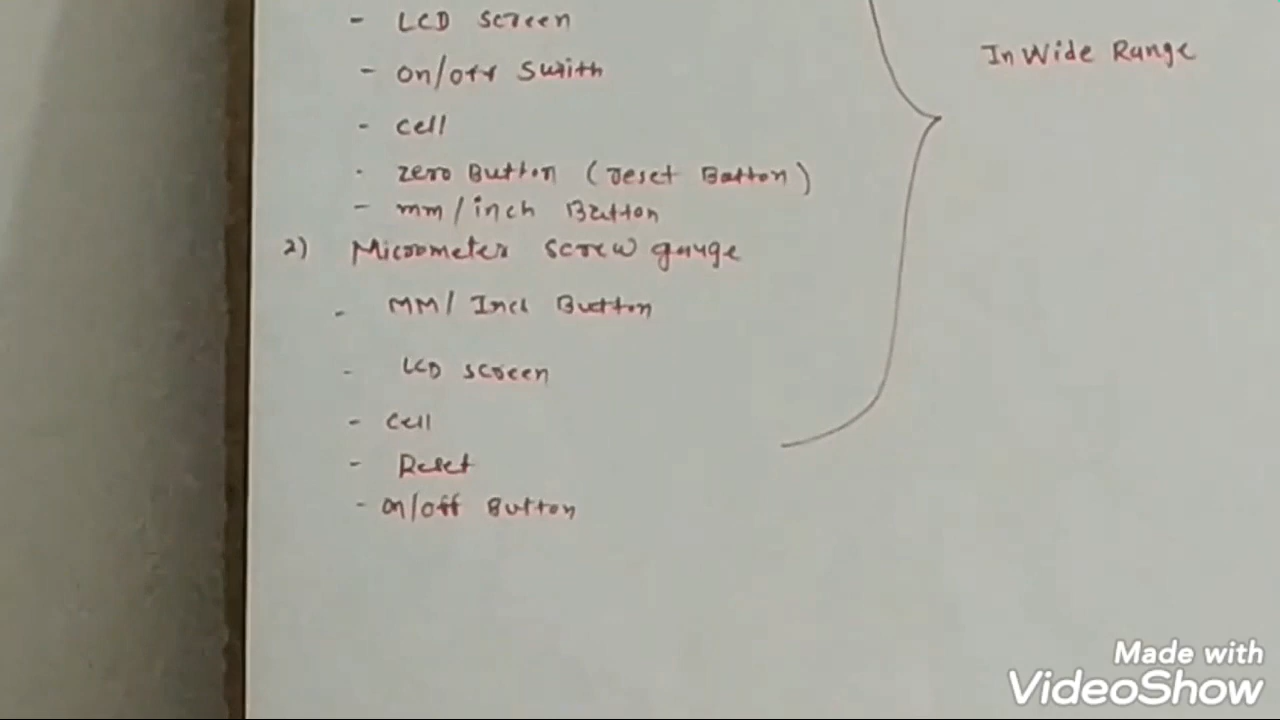 - LCD screen
- on/off Swith
- cell
- zero Button (reset Button)
- mm/inch Button
2) Micrometer screw gauge
- MM/ Inch Button
- LCD screen
- cell
- Reset
- on/off Button
In Wide Range
Made with
VideoShow